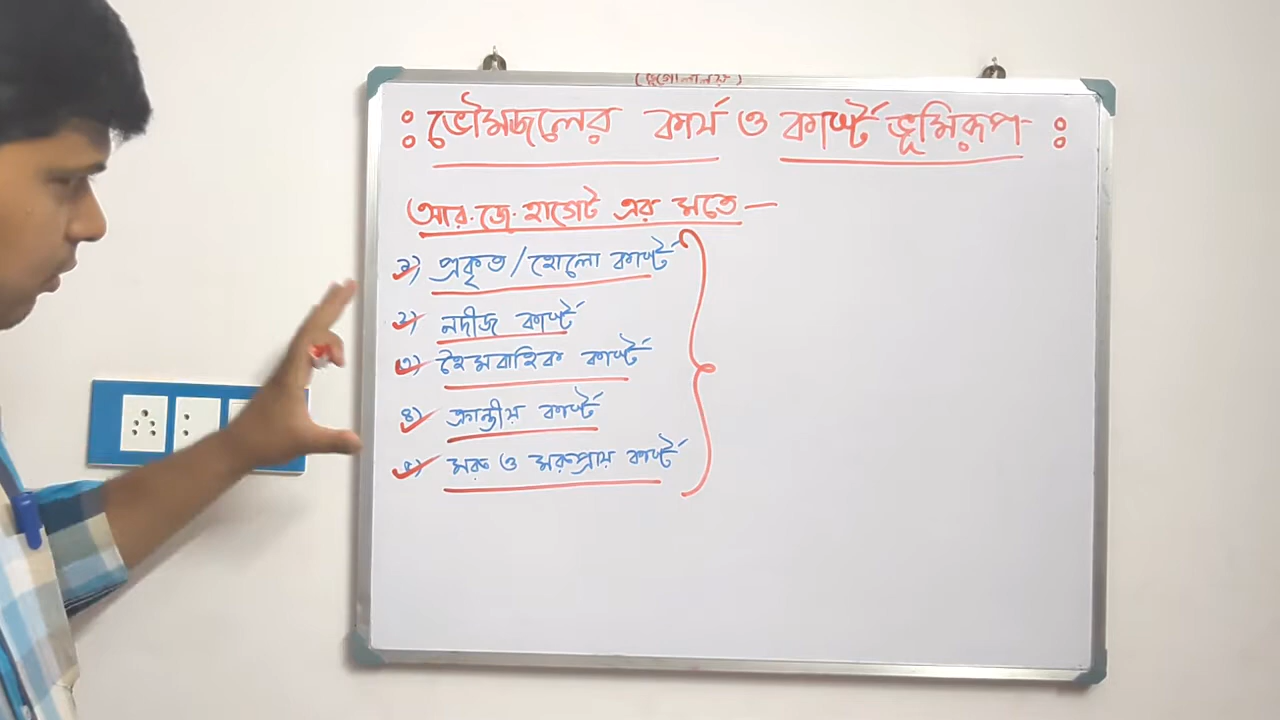 (ভূগোলালয়)
: ভৌমজলের কার্য ও কার্স্ট ভূমিরূপ :
আর.জে.হাগেট এর মতে —
১) প্রকৃত / হোলো কার্স্ট
২) নদীজ কার্স্ট
৩) হৈমবাহিক কার্স্ট
৪) ক্রান্তীয় কার্স্ট
৫) মরু ও মরুপ্রায় কার্স্ট